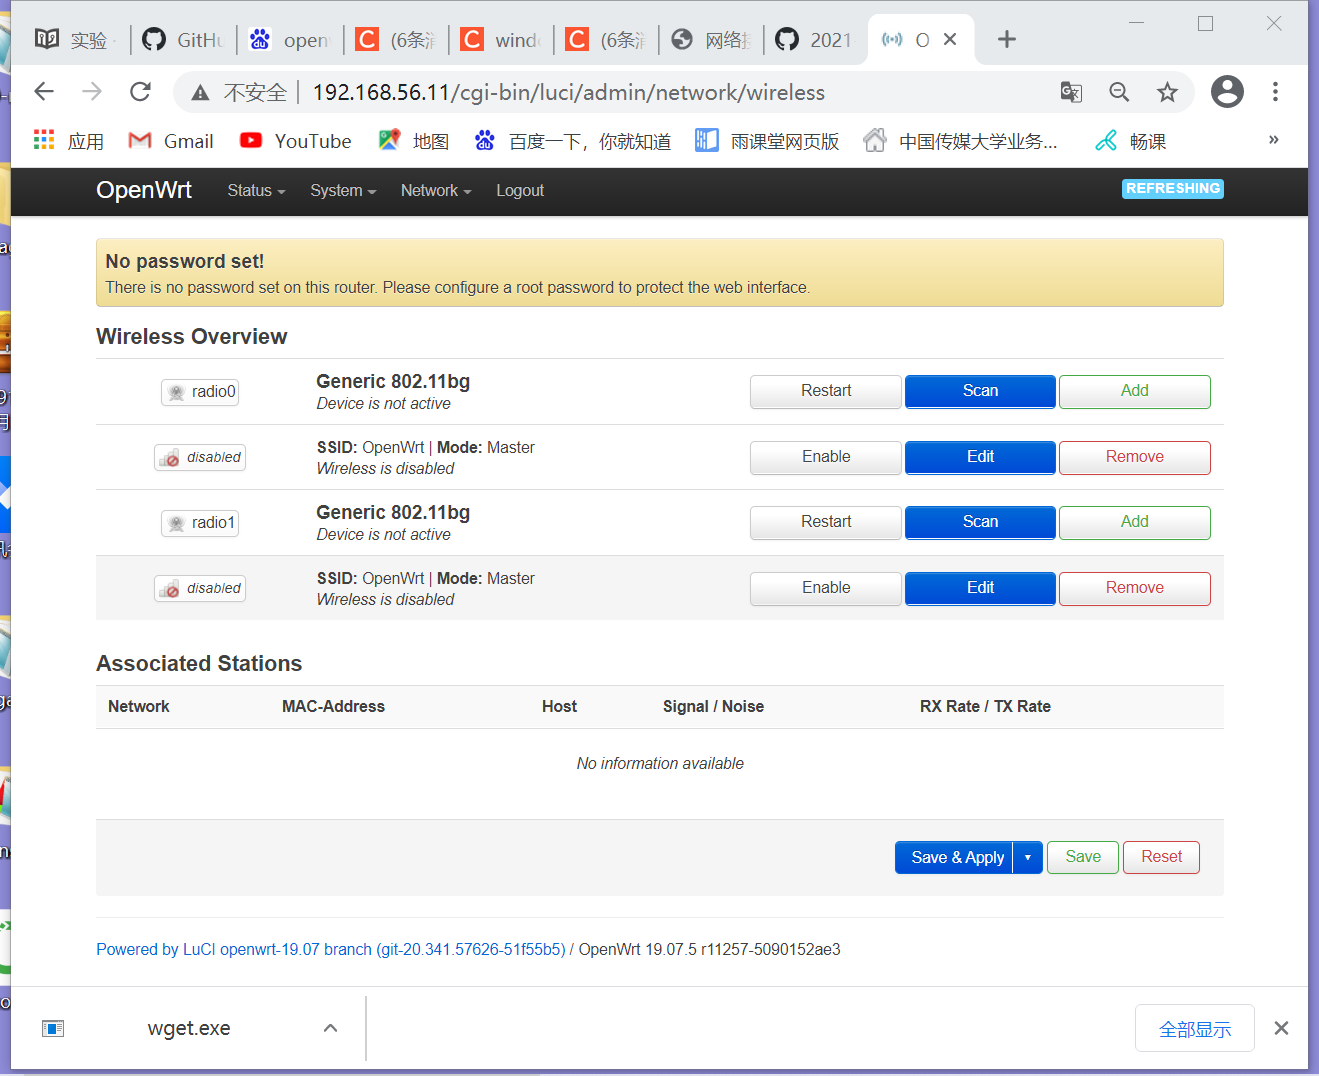 实验 GitHu open (6条消 windo (6条消 网络接 2021 O
不安全 192.168.56.11/cgi-bin/luci/admin/network/wireless
应用 Gmail YouTube 地图 百度一下，你就知道 雨课堂网页版 中国传媒大学业务... 畅课 »
OpenWrt Status System Network Logout REFRESHING
No password set!
There is no password set on this router. Please configure a root password to protect the web interface.
Wireless Overview
radio0 Generic 802.11bg Restart Scan Add
Device is not active
disabled SSID: OpenWrt | Mode: Master Enable Edit Remove
Wireless is disabled
radio1 Generic 802.11bg Restart Scan Add
Device is not active
disabled SSID: OpenWrt | Mode: Master Enable Edit Remove
Wireless is disabled
Associated Stations
Network MAC-Address Host Signal / Noise RX Rate / TX Rate
No information available
Save & Apply Save Reset
Powered by LuCI openwrt-19.07 branch (git-20.341.57626-51f55b5) / OpenWrt 19.07.5 r11257-5090152ae3
wget.exe 全部显示